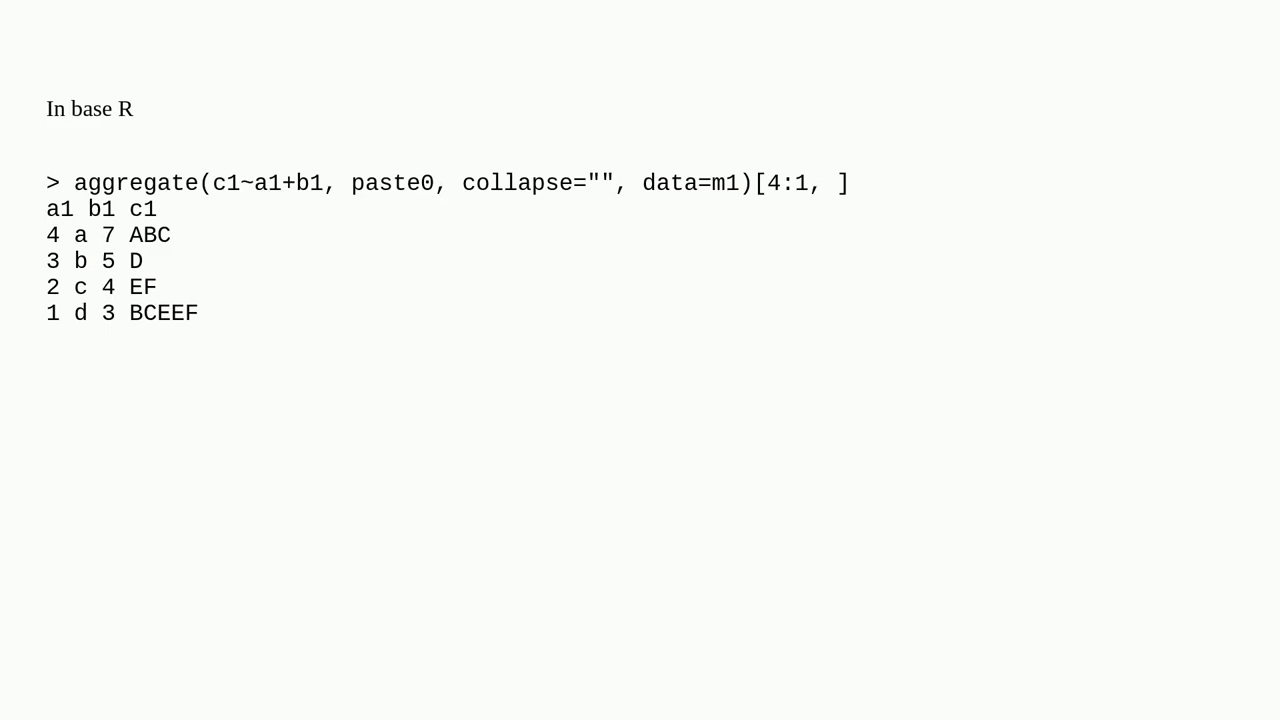 In base R
> aggregate(c1~a1+b1, paste0, collapse="", data=m1)[4:1, ]
a1 b1 c1
4 a 7 ABC
3 b 5 D
2 c 4 EF
1 d 3 BCEEF